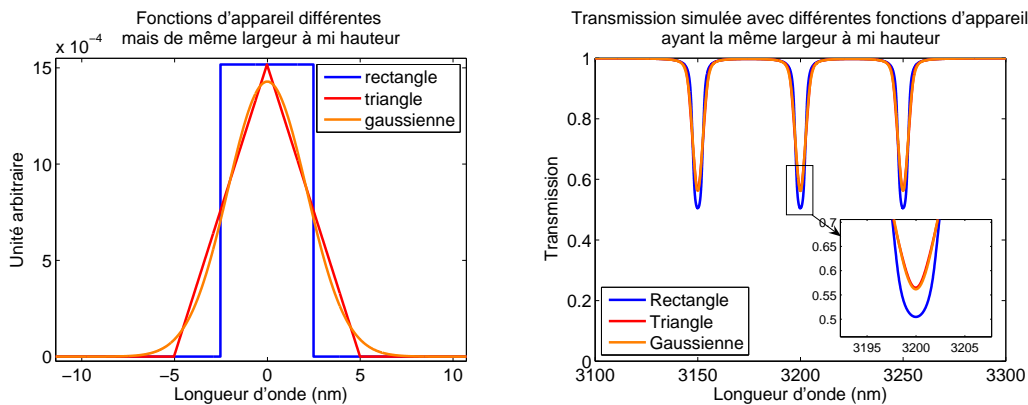 Fonctions d'appareil différentes
mais de même largeur à mi hauteur
x 10⁻⁴
15
10
5
0
Unité arbitraire
rectangle
triangle
gaussienne
−10
−5
0
5
10
Longueur d'onde (nm)
Transmission simulée avec différentes fonctions d'appareil
ayant la même largeur à mi hauteur
1
0.8
0.6
0.4
0.2
0
Transmission
0.7
0.65
0.6
0.55
0.5
3195
3200
3205
Rectangle
Triangle
Gaussienne
3100
3150
3200
3250
3300
Longueur d'onde (nm)